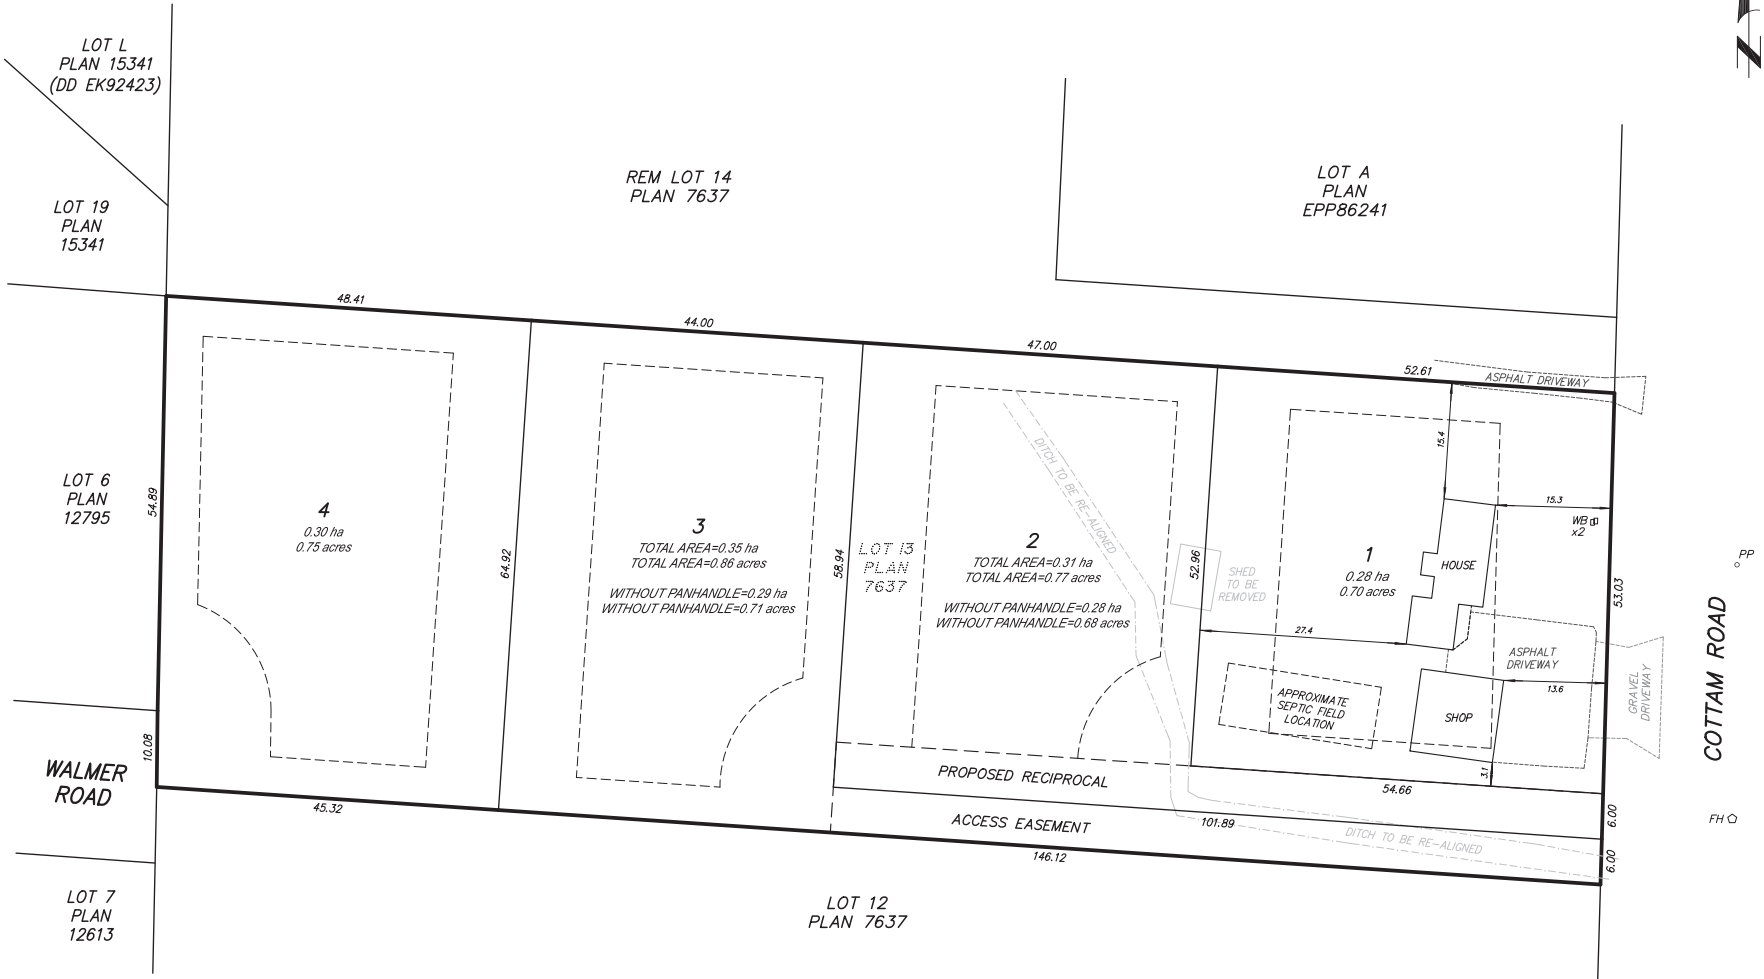 LOT L
PLAN 15341
(DD EK92423)
LOT 19
PLAN
15341
REM LOT 14
PLAN 7637
LOT A
PLAN
EPP86241
48.41
44.00
47.00
52.61
ASPHALT DRIVEWAY
LOT 6
PLAN
12795
54.89
4
0.30 ha
0.75 acres
64.92
3
TOTAL AREA=0.35 ha
TOTAL AREA=0.86 acres
WITHOUT PANHANDLE=0.29 ha
WITHOUT PANHANDLE=0.71 acres
58.94
LOT 13
PLAN
7637
2
TOTAL AREA=0.31 ha
TOTAL AREA=0.77 acres
WITHOUT PANHANDLE=0.28 ha
WITHOUT PANHANDLE=0.68 acres
DITCH TO BE RE-ALIGNED
52.96
SHED
TO BE
REMOVED
1
0.28 ha
0.70 acres
15.4
HOUSE
15.3
WB
x2
PP
53.03
27.4
ASPHALT
DRIVEWAY
13.6
GRAVEL
DRIVEWAY
COTTAM ROAD
APPROXIMATE
SEPTIC FIELD
LOCATION
SHOP
3.1
10.08
WALMER
ROAD
45.32
PROPOSED RECIPROCAL
54.66
ACCESS EASEMENT
101.89
DITCH TO BE RE-ALIGNED
6.00
6.00
FH
146.12
LOT 7
PLAN
12613
LOT 12
PLAN 7637